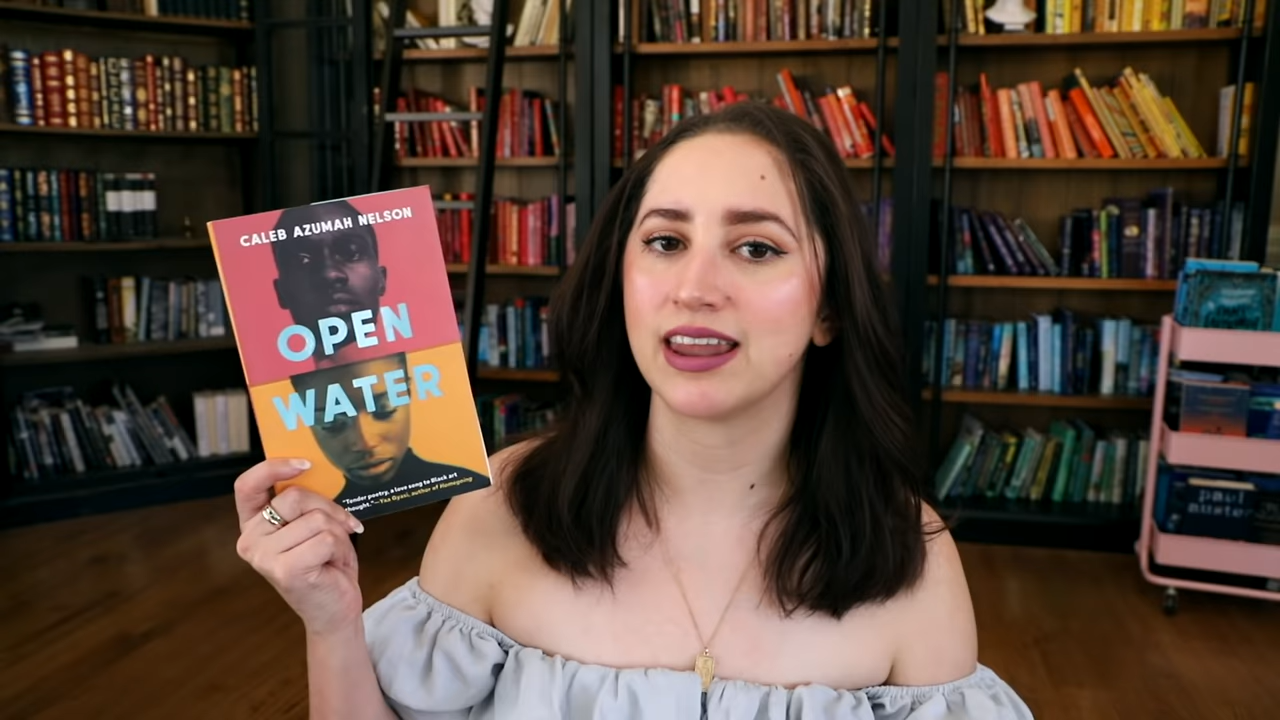 CALEB AZUMAH NELSON
OPEN
WATER
"Tender poetry, a love song to Black art
thought."—Yaa Gyasi, author of Homegoing
paul
auster